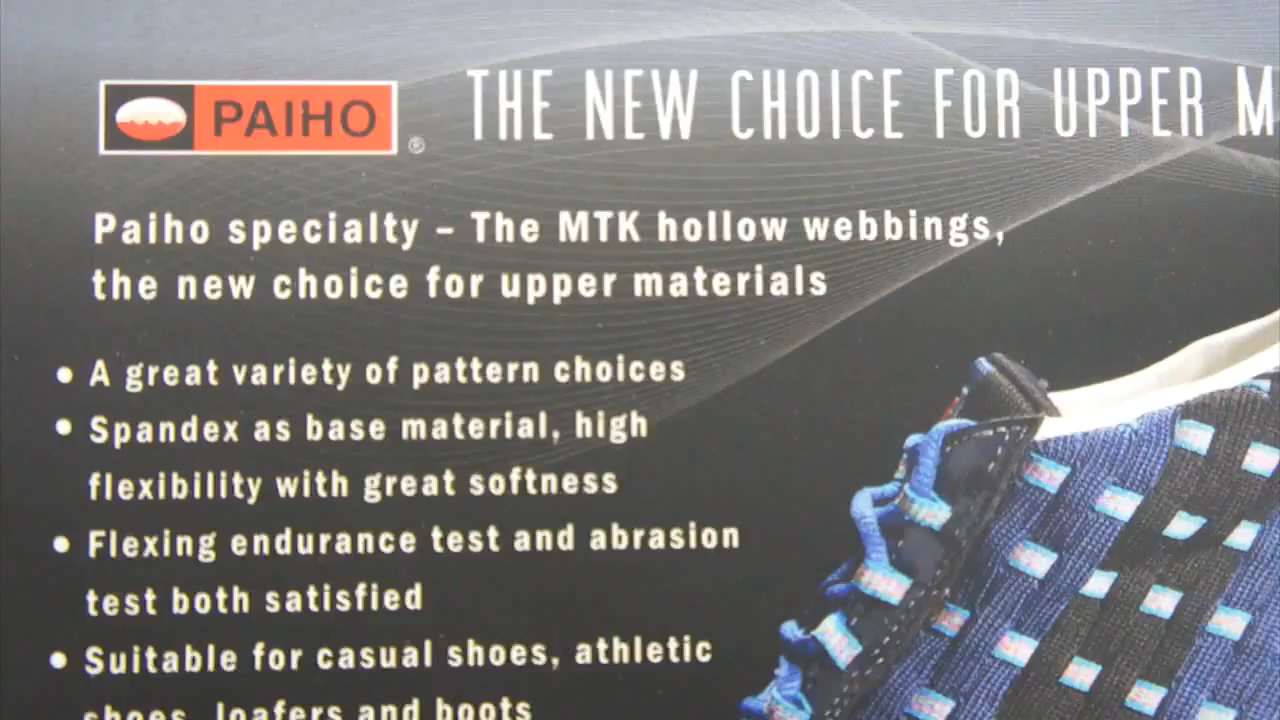 PAIHO ® THE NEW CHOICE FOR UPPER M
Paiho specialty – The MTK hollow webbings,
the new choice for upper materials
• A great variety of pattern choices
• Spandex as base material, high
flexibility with great softness
• Flexing endurance test and abrasion
test both satisfied
• Suitable for casual shoes, athletic
shoes, loafers and boots